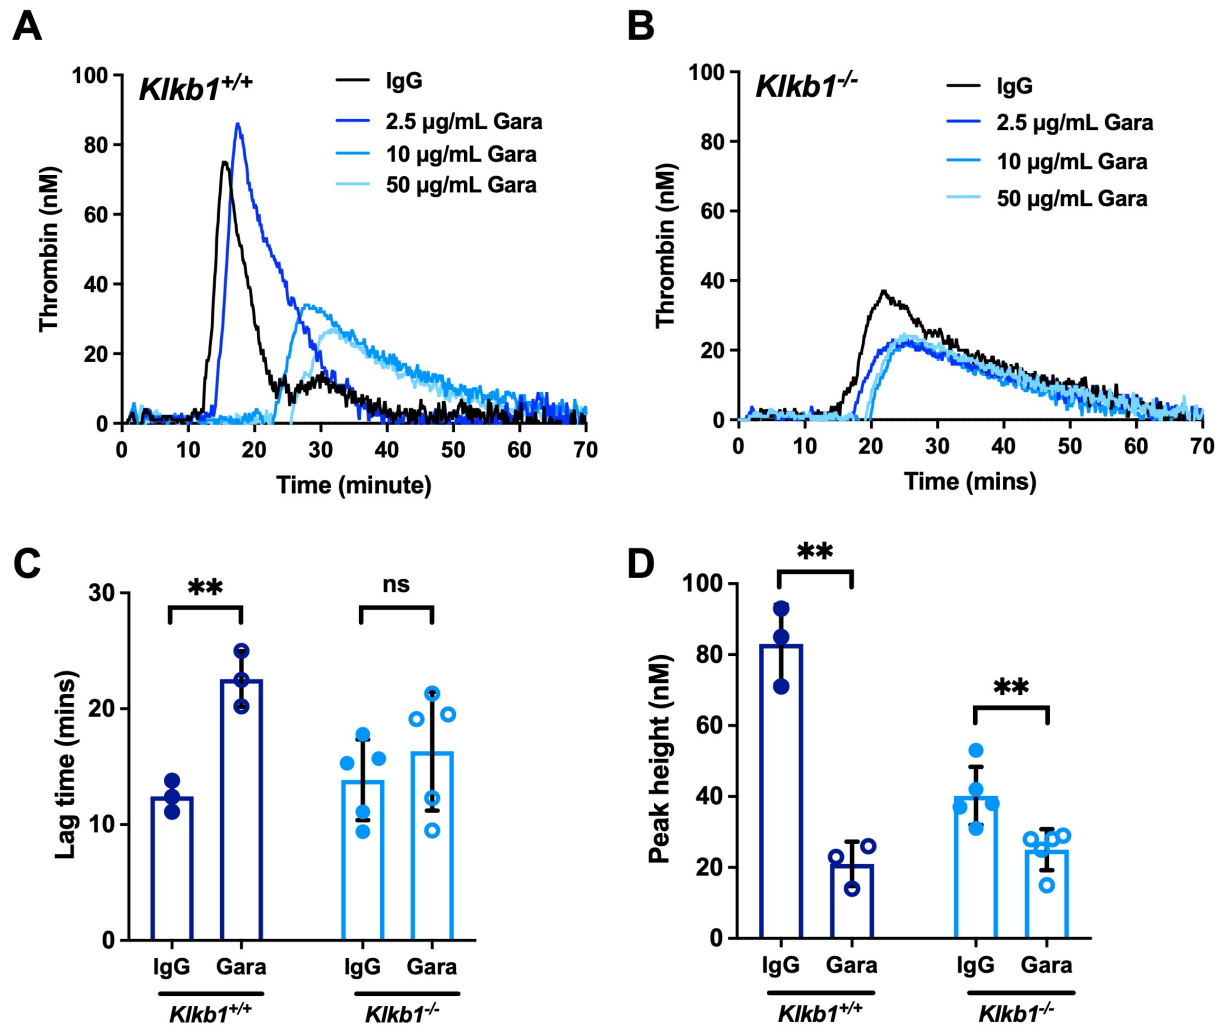 A
Klkb1+/+
IgG
2.5 µg/mL Gara
10 µg/mL Gara
50 µg/mL Gara
Thrombin (nM)
100
80
60
40
20
0
0 10 20 30 40 50 60 70
Time (minute)
B
Klkb1-/-
IgG
2.5 µg/mL Gara
10 µg/mL Gara
50 µg/mL Gara
Thrombin (nM)
100
80
60
40
20
0
0 10 20 30 40 50 60 70
Time (mins)
C
** ns
Lag time (mins)
30
20
10
0
IgG Gara IgG Gara
Klkb1+/+ Klkb1-/-
D
**
**
Peak height (nM)
100
80
60
40
20
0
IgG Gara IgG Gara
Klkb1+/+ Klkb1-/-